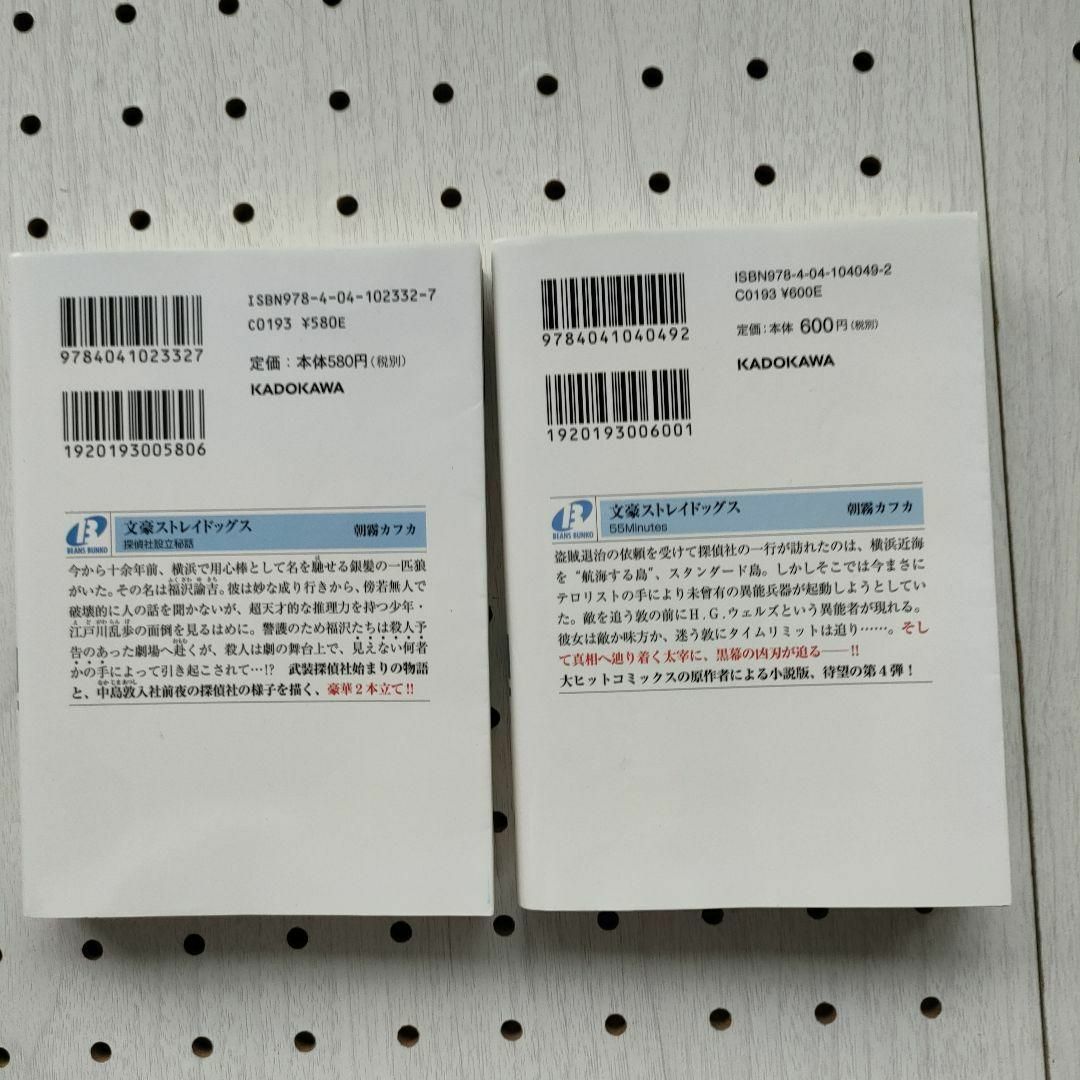 ISBN978-4-04-102332-7
C0193 ¥580E
9784041023327
定価：本体580円（税別）
KADOKAWA
1920193005806
BEANS BUNKO
文豪ストレイドッグス
探偵社設立秘話
朝霧カフカ
今から十余年前、横浜で用心棒として名を馳せる銀髪の一匹狼
がいた。その名は福沢諭吉。彼は妙な成り行きから、傍若無人で
破壊的に人の話を聞かないが、超天才的な推理力を持つ少年・
江戸川乱歩の面倒を見るはめに。警護のため福沢たちは殺人予
告のあった劇場へ赴くが、殺人は劇の舞台上で、見えない何者
かの手によって引き起こされて…!? 武装探偵社始まりの物語
と、中島敦入社前夜の探偵社の様子を描く、豪華２本立て!!
ISBN978-4-04-104049-2
C0193 ¥600E
9784041040492
定価：本体 600円（税別）
KADOKAWA
1920193006001
BEANS BUNKO
文豪ストレイドッグス
55Minutes
朝霧カフカ
盗賊退治の依頼を受けて探偵社の一行が訪れたのは、横浜近海
を“航海する島”、スタンダード島。しかしそこでは今まさに
テロリストの手により未曾有の異能兵器が起動しようとしてい
た。敵を追う敦の前にH.G.ウェルズという異能者が現れる。
彼女は敵か味方か、迷う敦にタイムリミットは迫り……。そし
て真相へ辿り着く太宰に、黒幕の凶刃が迫る――!!
大ヒットコミックスの原作者による小説版、待望の第４弾！